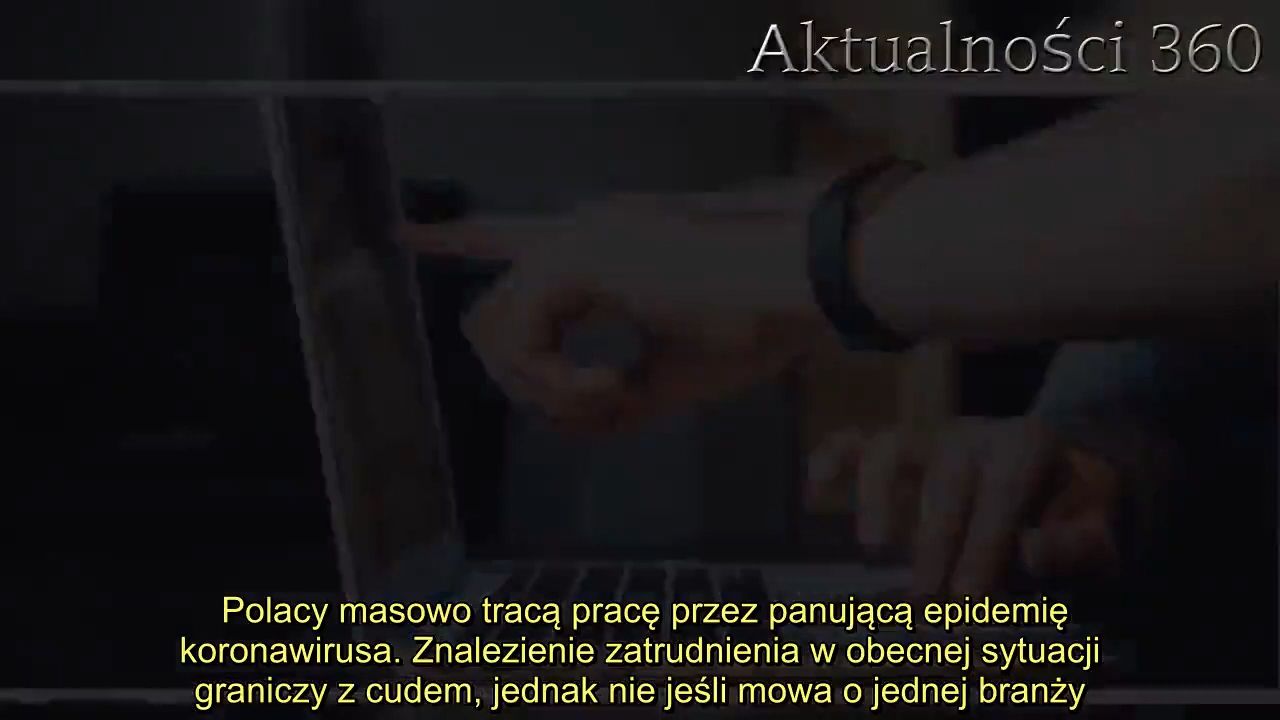 Aktualności 360
Polacy masowo tracą pracę przez panującą epidemię
koronawirusa. Znalezienie zatrudnienia w obecnej sytuacji
graniczy z cudem, jednak nie jeśli mowa o jednej branży